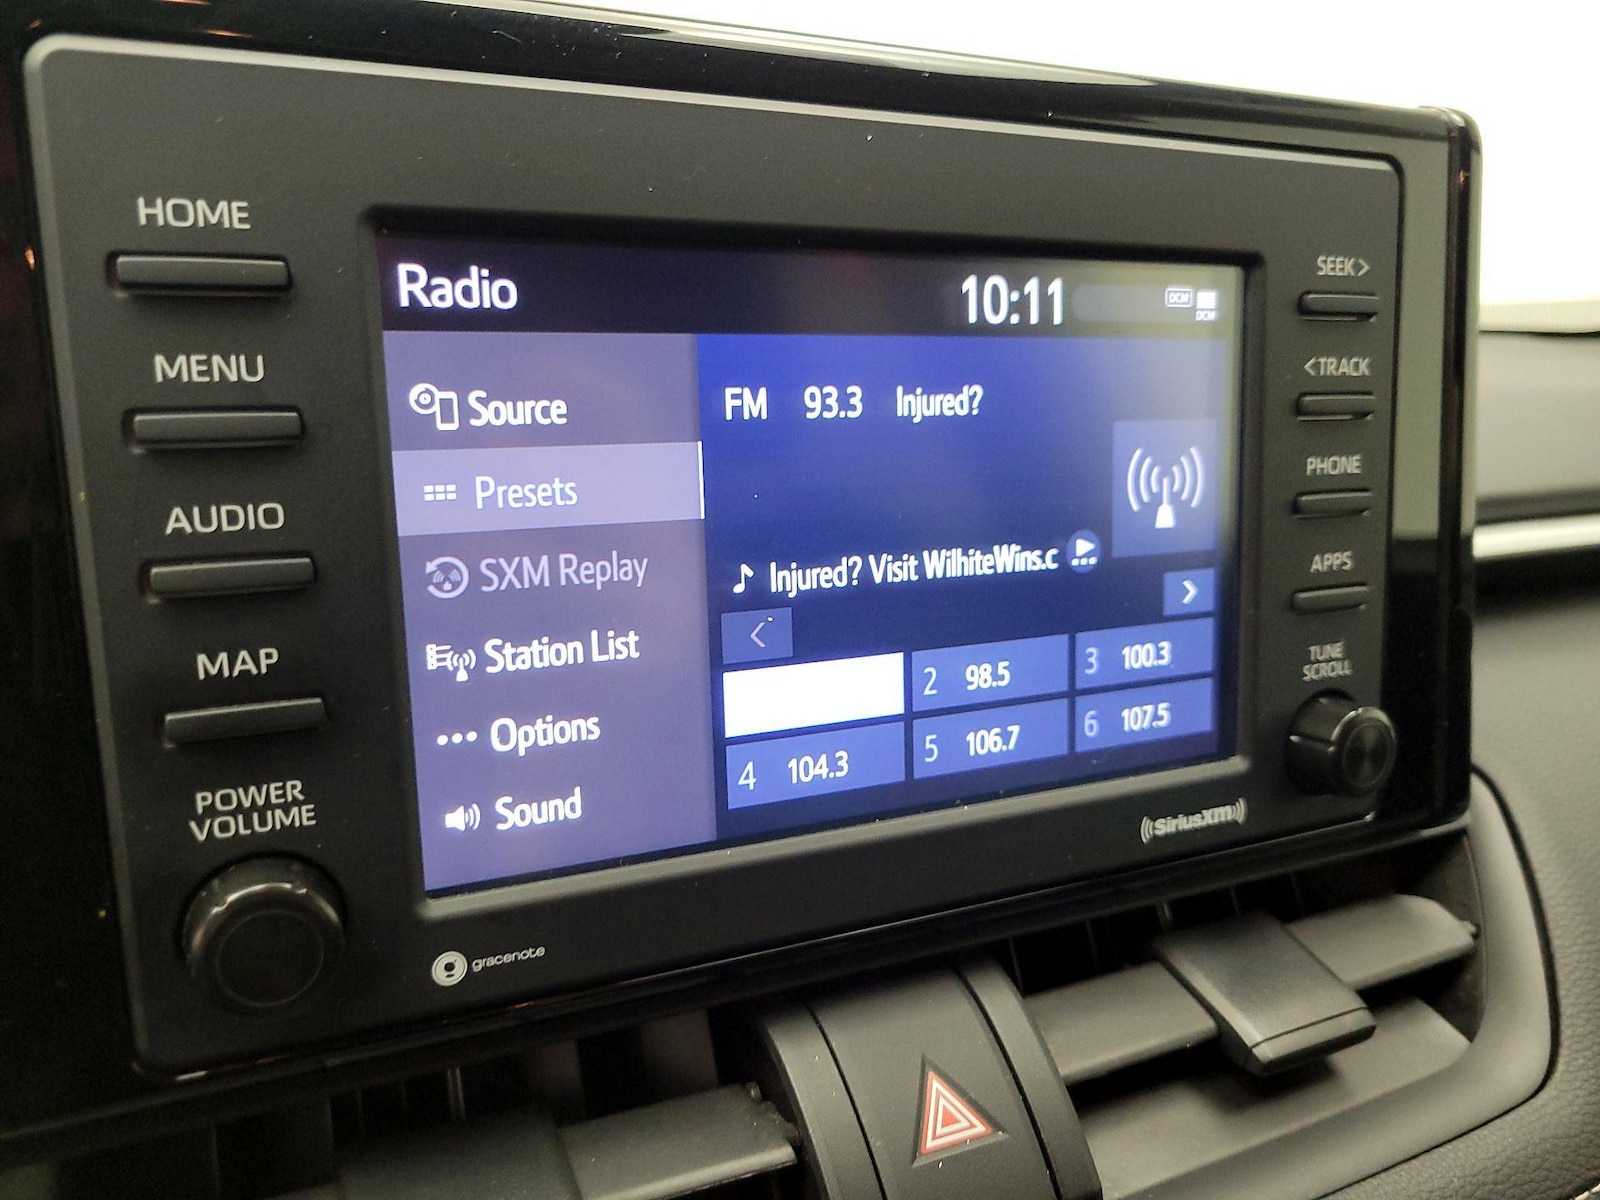 HOME
MENU
AUDIO
MAP
POWER
VOLUME
Radio
10:11
DCM
DCM
Source
Presets
SXM Replay
Station List
Options
Sound
FM 93.3 Injured?
Injured? Visit WilhiteWins.c
2 98.5
3 100.3
4 104.3
5 106.7
6 107.5
SEEK>
<TRACK
PHONE
APPS
TUNE
SCROLL
gracenote
((SiriusXM))